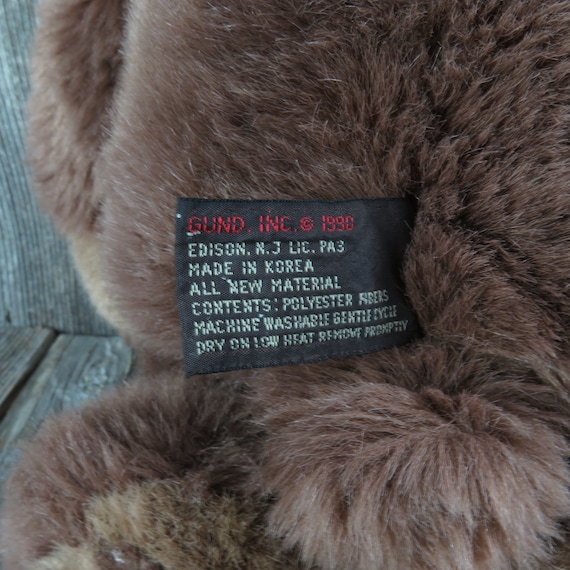 GUND, INC.© 1990
EDISON, N.J LIC. PA3
MADE IN KOREA
ALL NEW MATERIAL
CONTENTS: POLYESTER FIBERS
MACHINE WASHABLE GENTLE CYCLE
DRY ON LOW HEAT REMOVE PROMPTLY